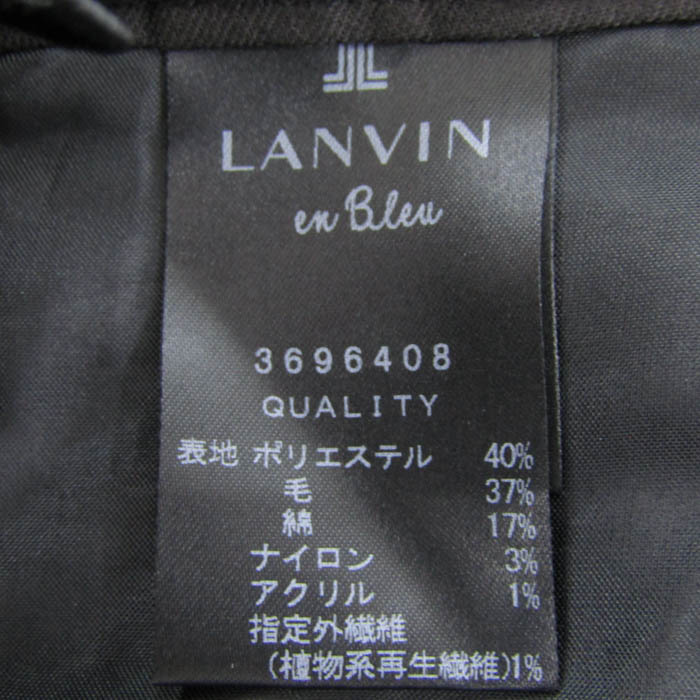 LANVIN
en Bleu
3696408
QUALITY
表地 ポリエステル 40%
毛 37%
綿 17%
ナイロン 3%
アクリル 1%
指定外繊維
(植物系再生繊維)1%